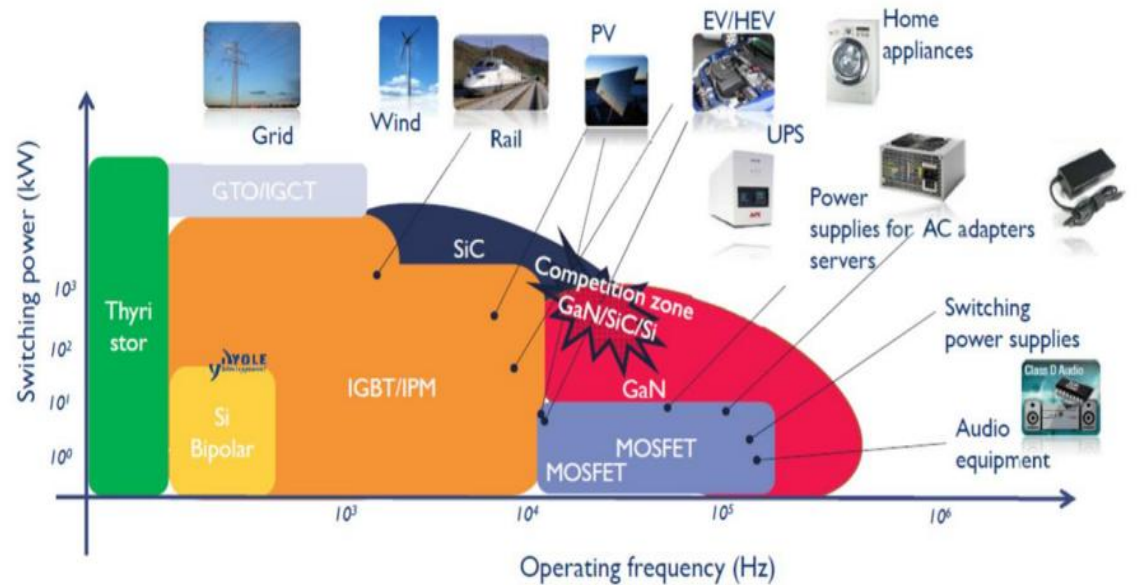 EV/HEV
Home
appliances
PV
Grid
Wind
Rail
UPS
Power
supplies for
servers
AC adapters
Switching
power supplies
Class D Audio
Audio
equipment
Switching power (kW)
10³
10²
10¹
10⁰
Thyri
stor
GTO/IGCT
SiC
Competition zone
GaN/SiC/Si
YOLE
Développement
Si
Bipolar
IGBT/IPM
GaN
MOSFET
MOSFET
10³
10⁴
10⁵
10⁶
Operating frequency (Hz)